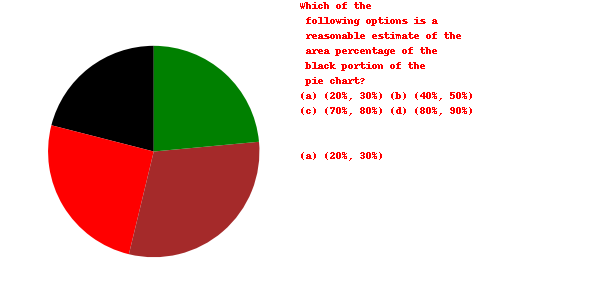 Which of the
following options is a
reasonable estimate of the
area percentage of the
black portion of the
pie chart?
(a) (20%, 30%) (b) (40%, 50%)
(c) (70%, 80%) (d) (80%, 90%)
(a) (20%, 30%)